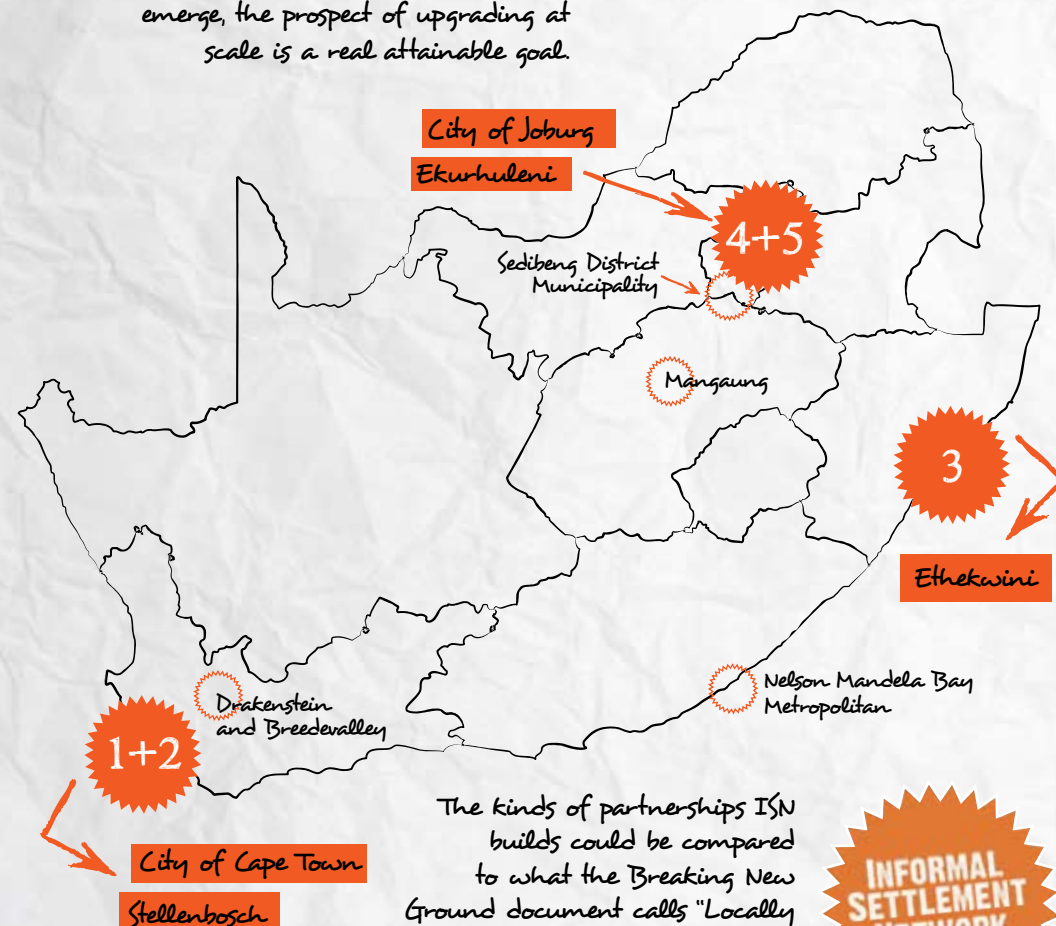 emerge, the prospect of upgrading at
scale is a real attainable goal.
City of Joburg
Ekurhuleni
4+5
Sedibeng District
Municipality
Mangaung
3
Ethekwini
Nelson Mandela Bay
Metropolitan
Drakenstein
and Breedevalley
1+2
City of Cape Town
Stellenbosch
The kinds of partnerships ISN
builds could be compared
to what the Breaking New
Ground document calls "Locally
INFORMAL
SETTLEMENT
NETWORK